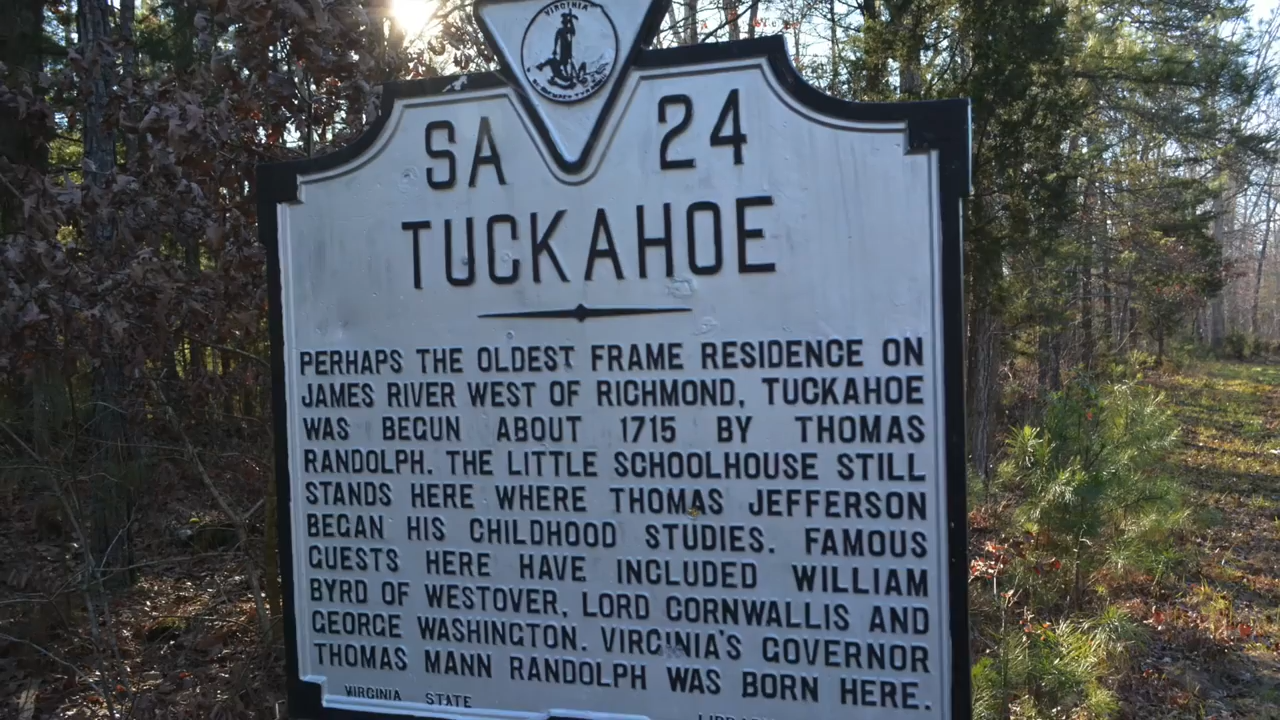 VIRGINIA
SA 24
TUCKAHOE
PERHAPS THE OLDEST FRAME RESIDENCE ON
JAMES RIVER WEST OF RICHMOND, TUCKAHOE
WAS BEGUN ABOUT 1715 BY THOMAS
RANDOLPH. THE LITTLE SCHOOLHOUSE STILL
STANDS HERE WHERE THOMAS JEFFERSON
BEGAN HIS CHILDHOOD STUDIES. FAMOUS
GUESTS HERE HAVE INCLUDED WILLIAM
BYRD OF WESTOVER, LORD CORNWALLIS AND
GEORGE WASHINGTON. VIRGINIA'S GOVERNOR
THOMAS MANN RANDOLPH WAS BORN HERE.
VIRGINIA STATE